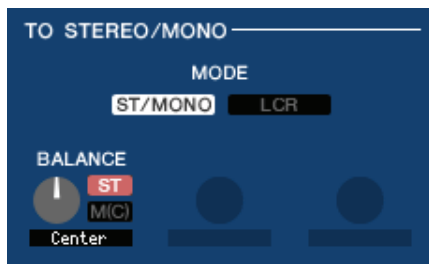 TO STEREO/MONO
MODE
ST/MONO LCR
BALANCE
ST
M(C)
Center